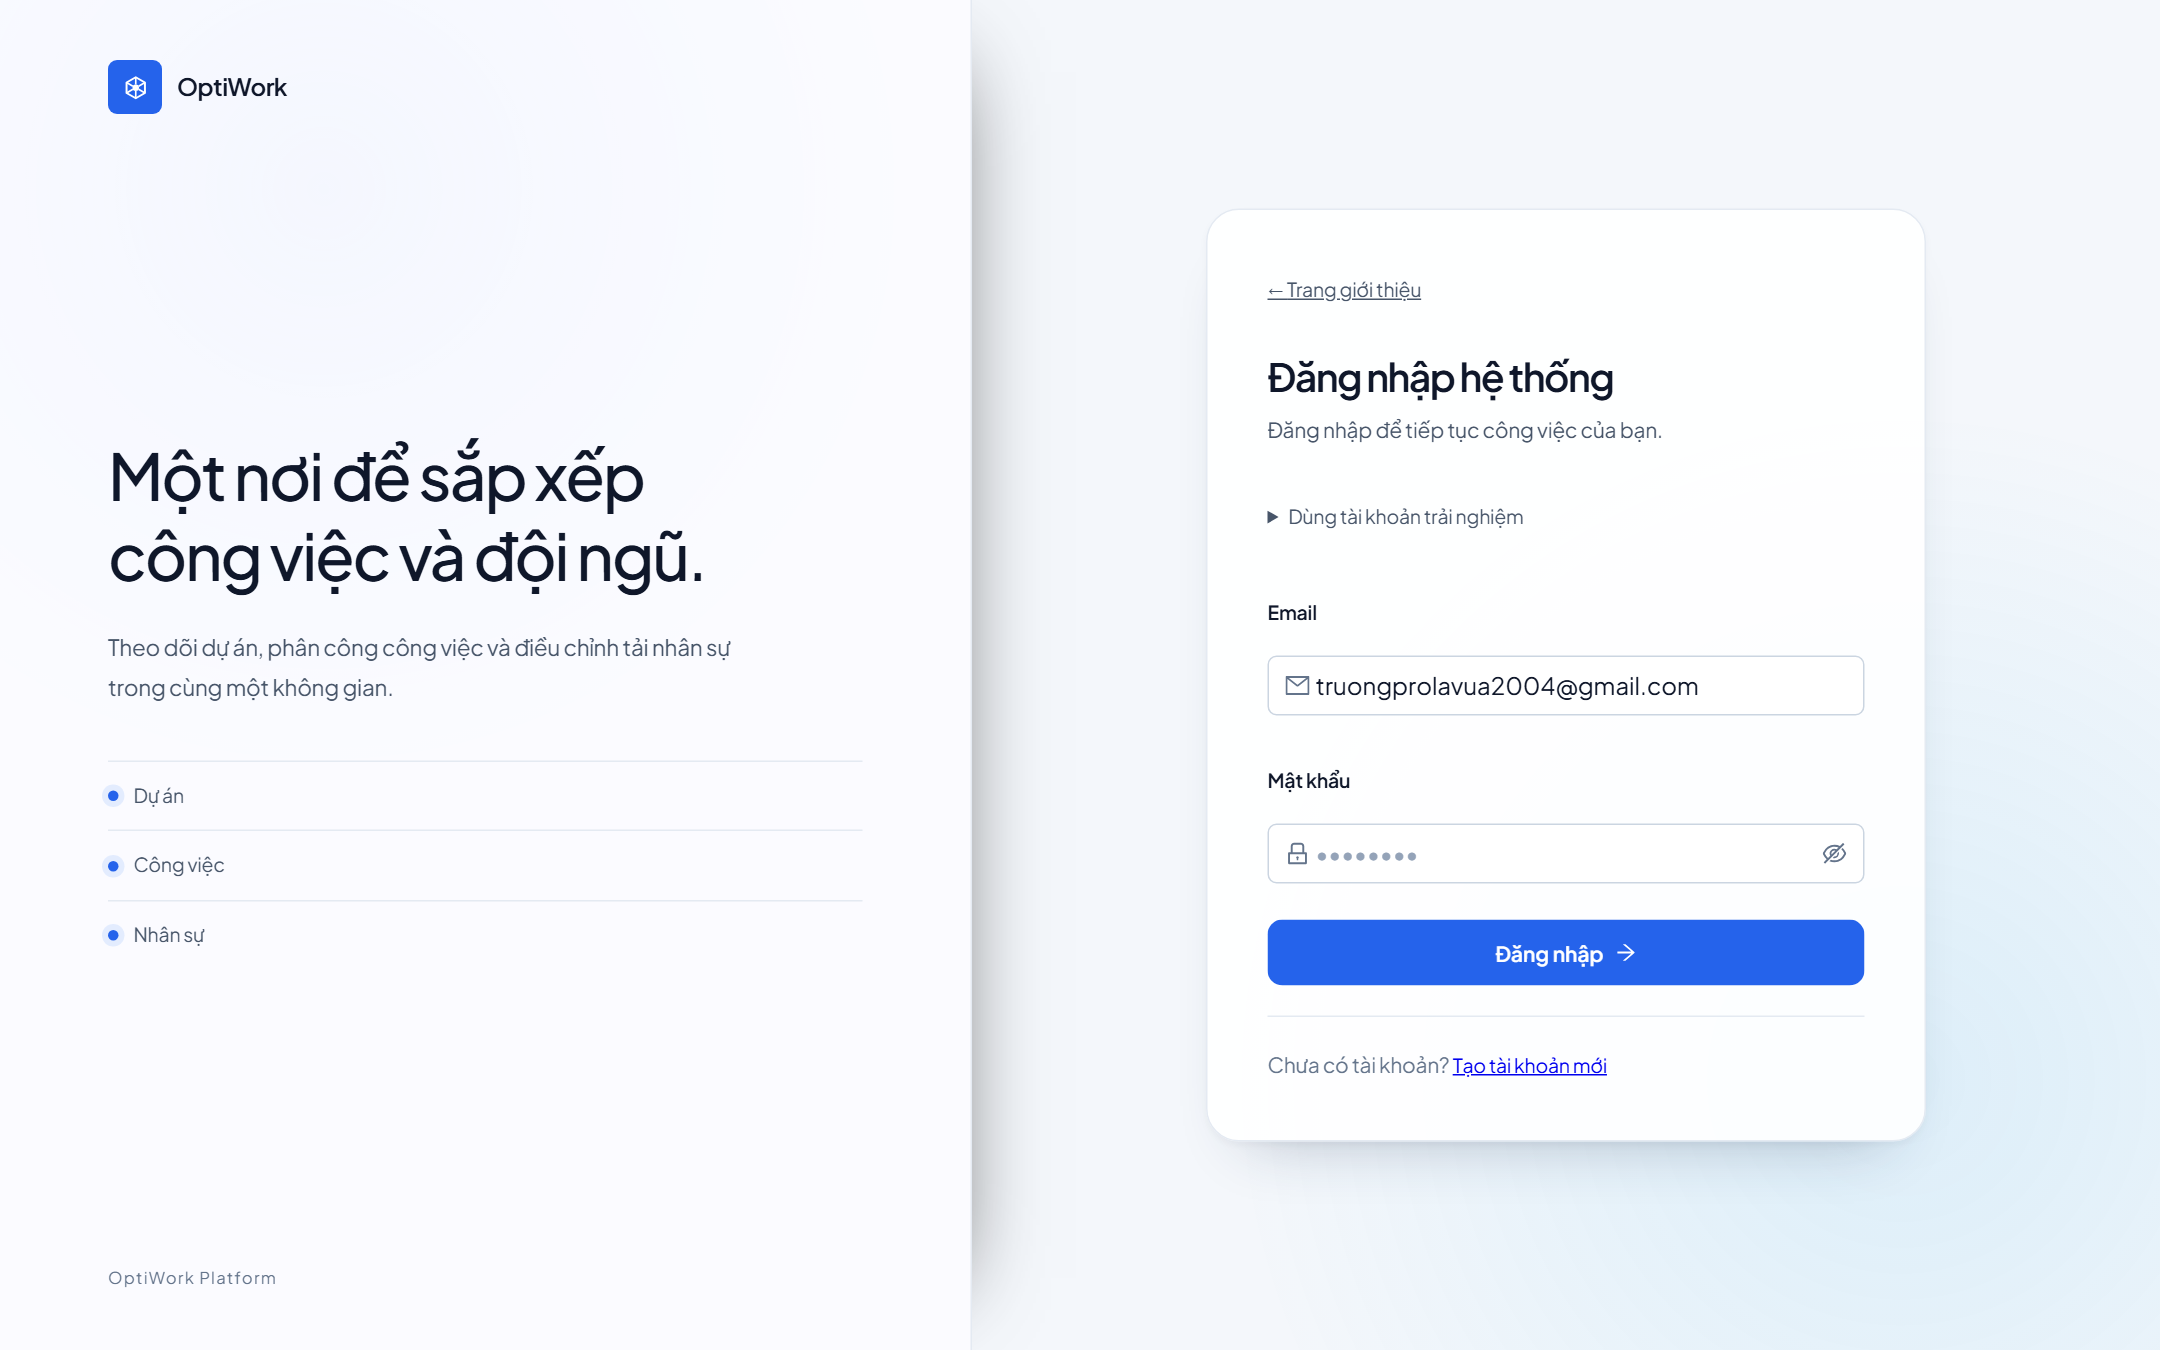 OptiWork
Một nơi để sắp xếp
công việc và đội ngũ.
Theo dõi dự án, phân công công việc và điều chỉnh tải nhân sự
trong cùng một không gian.
Dự án
Công việc
Nhân sự
OptiWork Platform
← Trang giới thiệu
Đăng nhập hệ thống
Đăng nhập để tiếp tục công việc của bạn.
▶ Dùng tài khoản trải nghiệm
Email
truongprolavua2004@gmail.com
Mật khẩu
••••••••
Đăng nhập →
Chưa có tài khoản? Tạo tài khoản mới